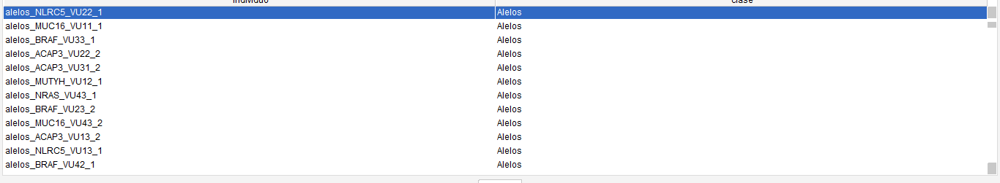 individuo clase
alelos_NLRC5_VU22_1 Alelos
alelos_MUC16_VU11_1 Alelos
alelos_BRAF_VU33_1 Alelos
alelos_ACAP3_VU22_2 Alelos
alelos_ACAP3_VU31_2 Alelos
alelos_MUTYH_VU12_1 Alelos
alelos_NRAS_VU43_1 Alelos
alelos_BRAF_VU23_2 Alelos
alelos_MUC16_VU43_2 Alelos
alelos_ACAP3_VU13_2 Alelos
alelos_NLRC5_VU13_1 Alelos
alelos_BRAF_VU42_1 Alelos